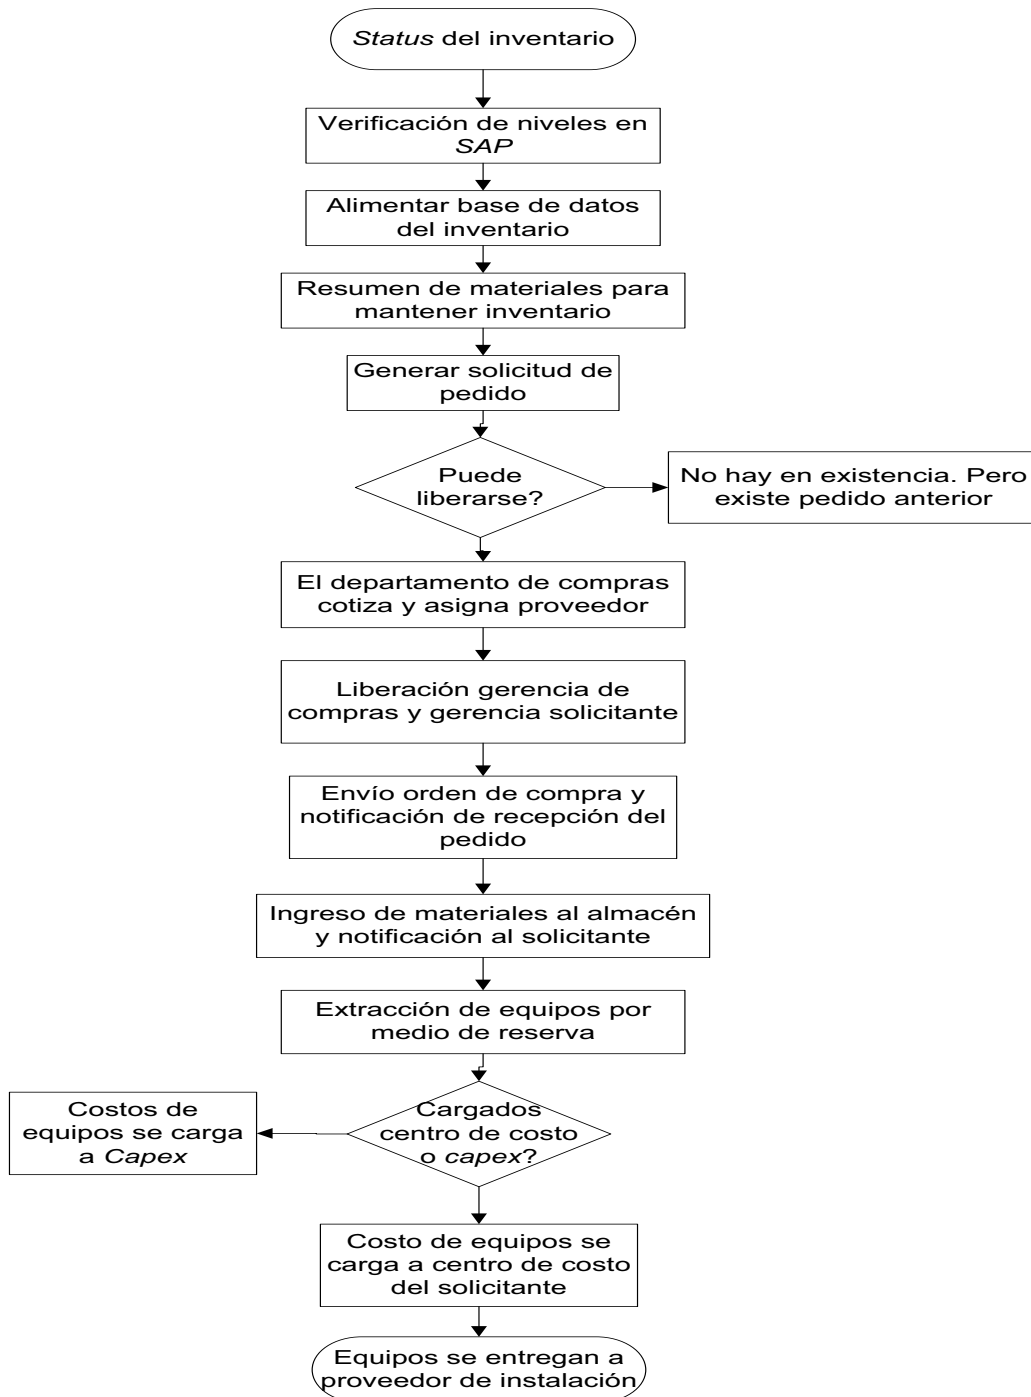 Status del inventario
Verificación de niveles en
SAP
Alimentar base de datos
del inventario
Resumen de materiales para
mantener inventario
Generar solicitud de
pedido
Puede
liberarse?
No hay en existencia. Pero
existe pedido anterior
El departamento de compras
cotiza y asigna proveedor
Liberación gerencia de
compras y gerencia solicitante
Envío orden de compra y
notificación de recepción del
pedido
Ingreso de materiales al almacén
y notificación al solicitante
Extracción de equipos por
medio de reserva
Cargados
centro de costo
o capex?
Costos de
equipos se carga
a Capex
Costo de equipos se
carga a centro de costo
del solicitante
Equipos se entregan a
proveedor de instalación